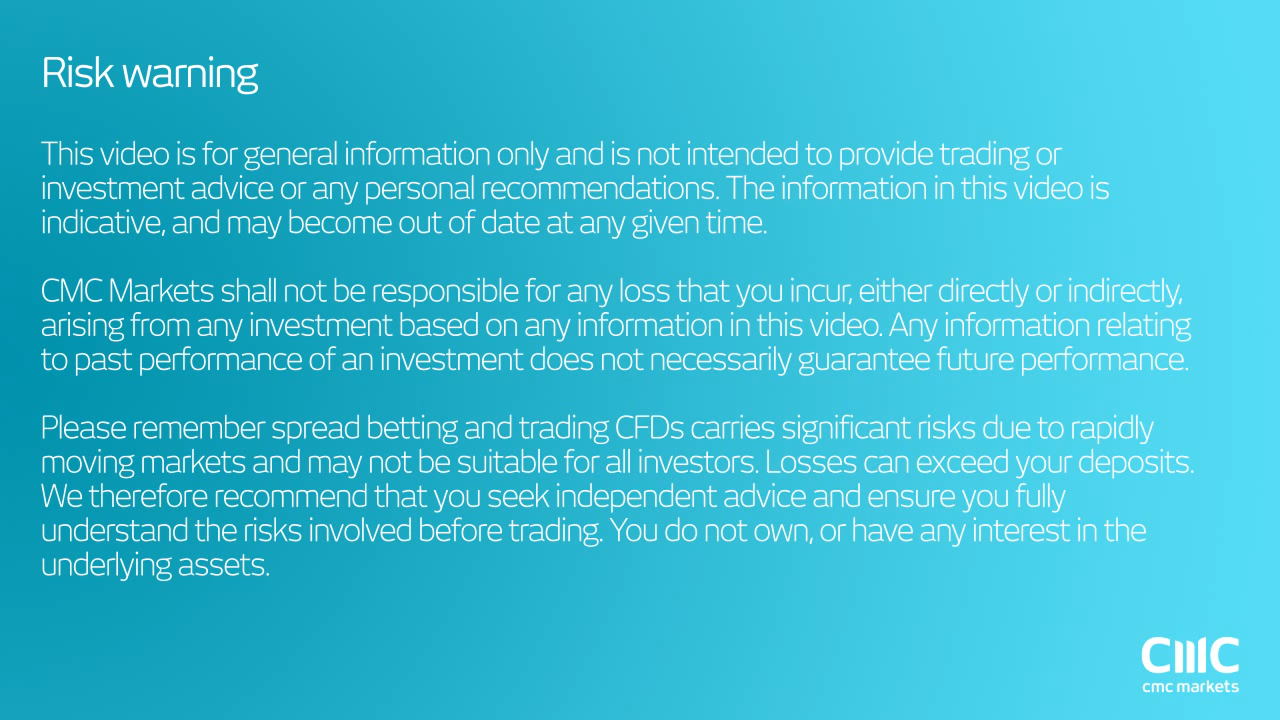 Risk warning
This video is for general information only and is not intended to provide trading or
investment advice or any personal recommendations. The information in this video is
indicative, and may become out of date at any given time.
CMC Markets shall not be responsible for any loss that you incur, either directly or indirectly,
arising from any investment based on any information in this video. Any information relating
to past performance of an investment does not necessarily guarantee future performance.
Please remember spread betting and trading CFDs carries significant risks due to rapidly
moving markets and may not be suitable for all investors. Losses can exceed your deposits.
We therefore recommend that you seek independent advice and ensure you fully
understand the risks involved before trading. You do not own, or have any interest in the
underlying assets.
cmc
cmc markets